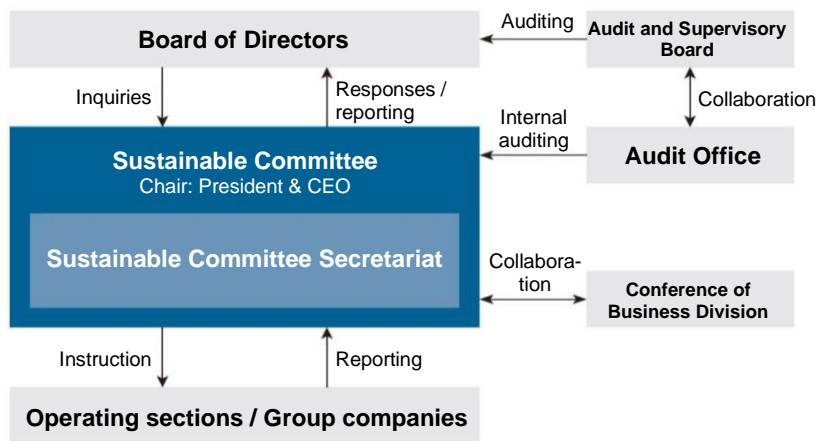 Board of Directors
Auditing
Audit and Supervisory
Board
Inquiries
Responses /
reporting
Collaboration
Internal
auditing
Sustainable Committee
Chair: President & CEO
Audit Office
Sustainable Committee Secretariat
Collabora-
tion
Conference of
Business Division
Instruction
Reporting
Operating sections / Group companies